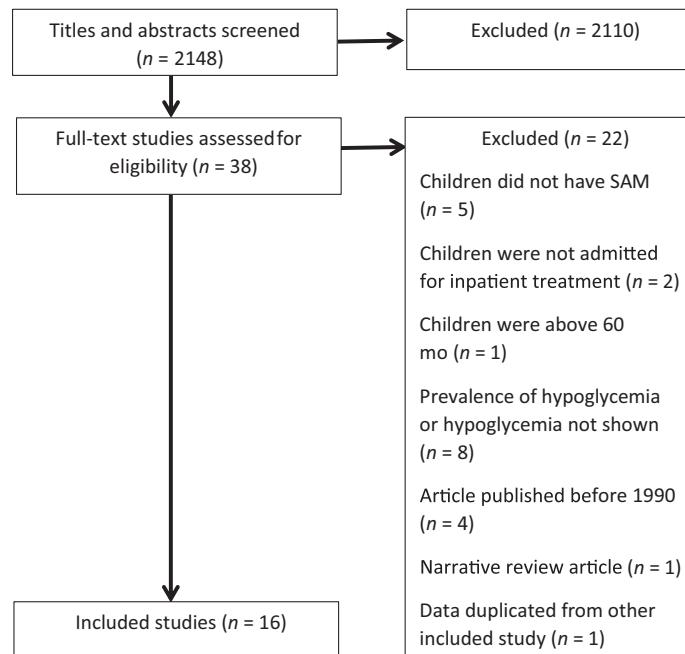 Titles and abstracts screened
(n = 2148)
Excluded (n = 2110)
Full-text studies assessed for
eligibility (n = 38)
Excluded (n = 22)
Children did not have SAM
(n = 5)
Children were not admitted
for inpatient treatment (n = 2)
Children were above 60
mo (n = 1)
Prevalence of hypoglycemia
or hypoglycemia not shown
(n = 8)
Article published before 1990
(n = 4)
Narrative review article (n = 1)
Data duplicated from other
included study (n = 1)
Included studies (n = 16)